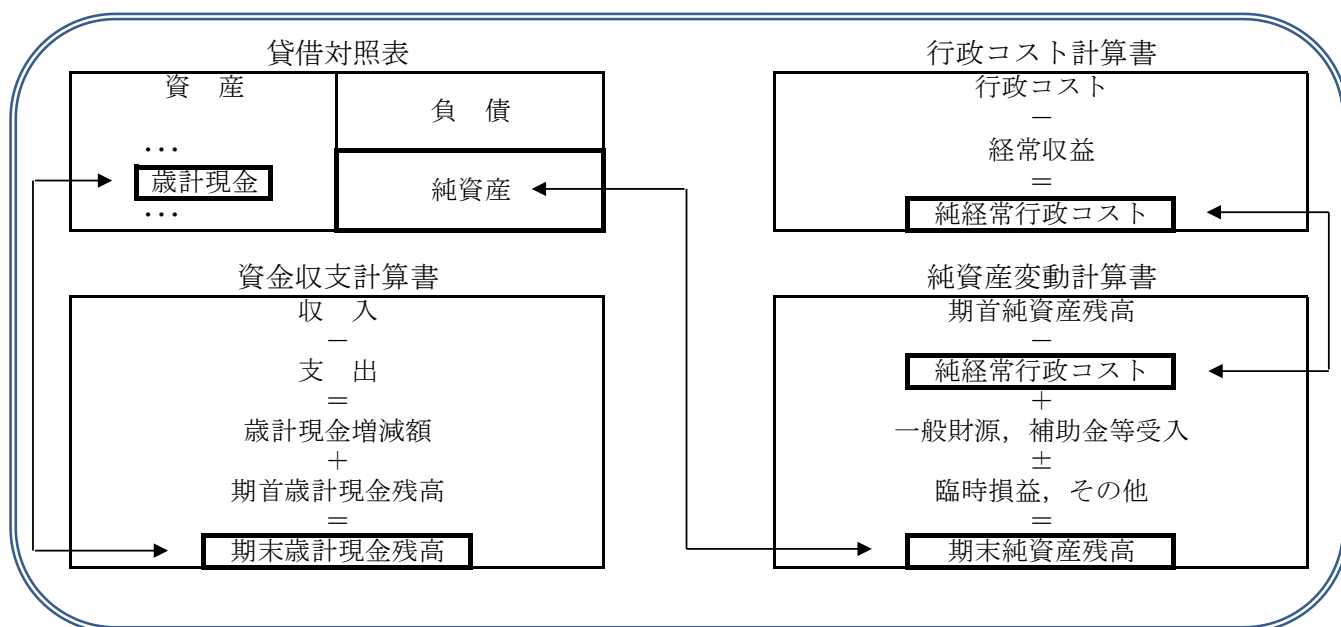 貸借対照表
資　産
負　債
・・・
歳計現金
純資産
・・・
行政コスト計算書
行政コスト
－
経常収益
＝
純経常行政コスト
資金収支計算書
収　入
－
支　出
＝
歳計現金増減額
＋
期首歳計現金残高
＝
期末歳計現金残高
純資産変動計算書
期首純資産残高
－
純経常行政コスト
＋
一般財源，補助金等受入
±
臨時損益，その他
＝
期末純資産残高